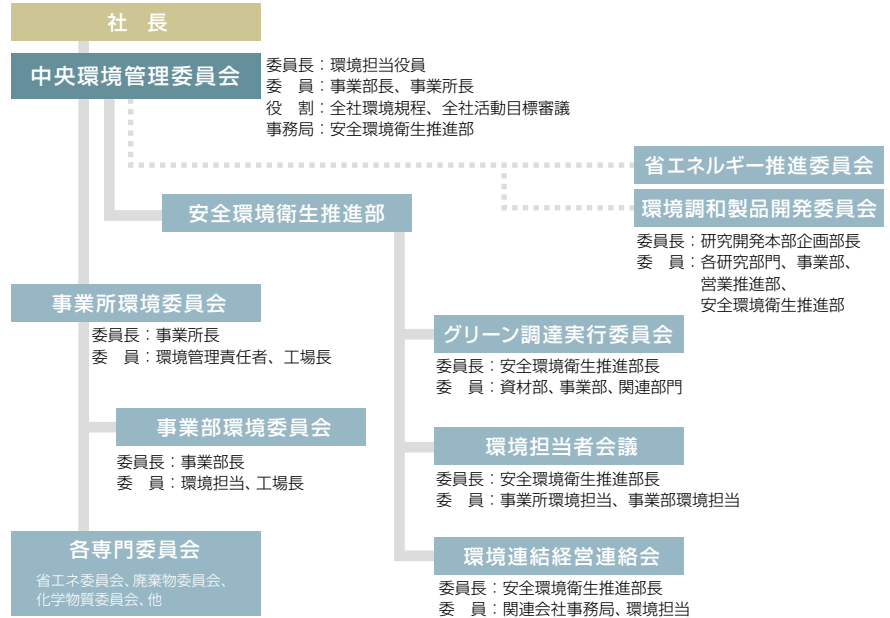 社　長
中央環境管理委員会
委員長：環境担当役員
委　員：事業部長、事業所長
役　割：全社環境規程、全社活動目標審議
事務局：安全環境衛生推進部
省エネルギー推進委員会
環境調和製品開発委員会
委員長：研究開発本部企画部長
委　員：各研究部門、事業部、
営業推進部、
安全環境衛生推進部
安全環境衛生推進部
事業所環境委員会
委員長：事業所長
委　員：環境管理責任者、工場長
グリーン調達実行委員会
委員長：安全環境衛生推進部長
委　員：資材部、事業部、関連部門
事業部環境委員会
委員長：事業部長
委　員：環境担当、工場長
環境担当者会議
委員長：安全環境衛生推進部長
委　員：事業所環境担当、事業部環境担当
各専門委員会
省エネ委員会、廃棄物委員会、
化学物質委員会、他
環境連結経営連絡会
委員長：安全環境衛生推進部長
委　員：関連会社事務局、環境担当